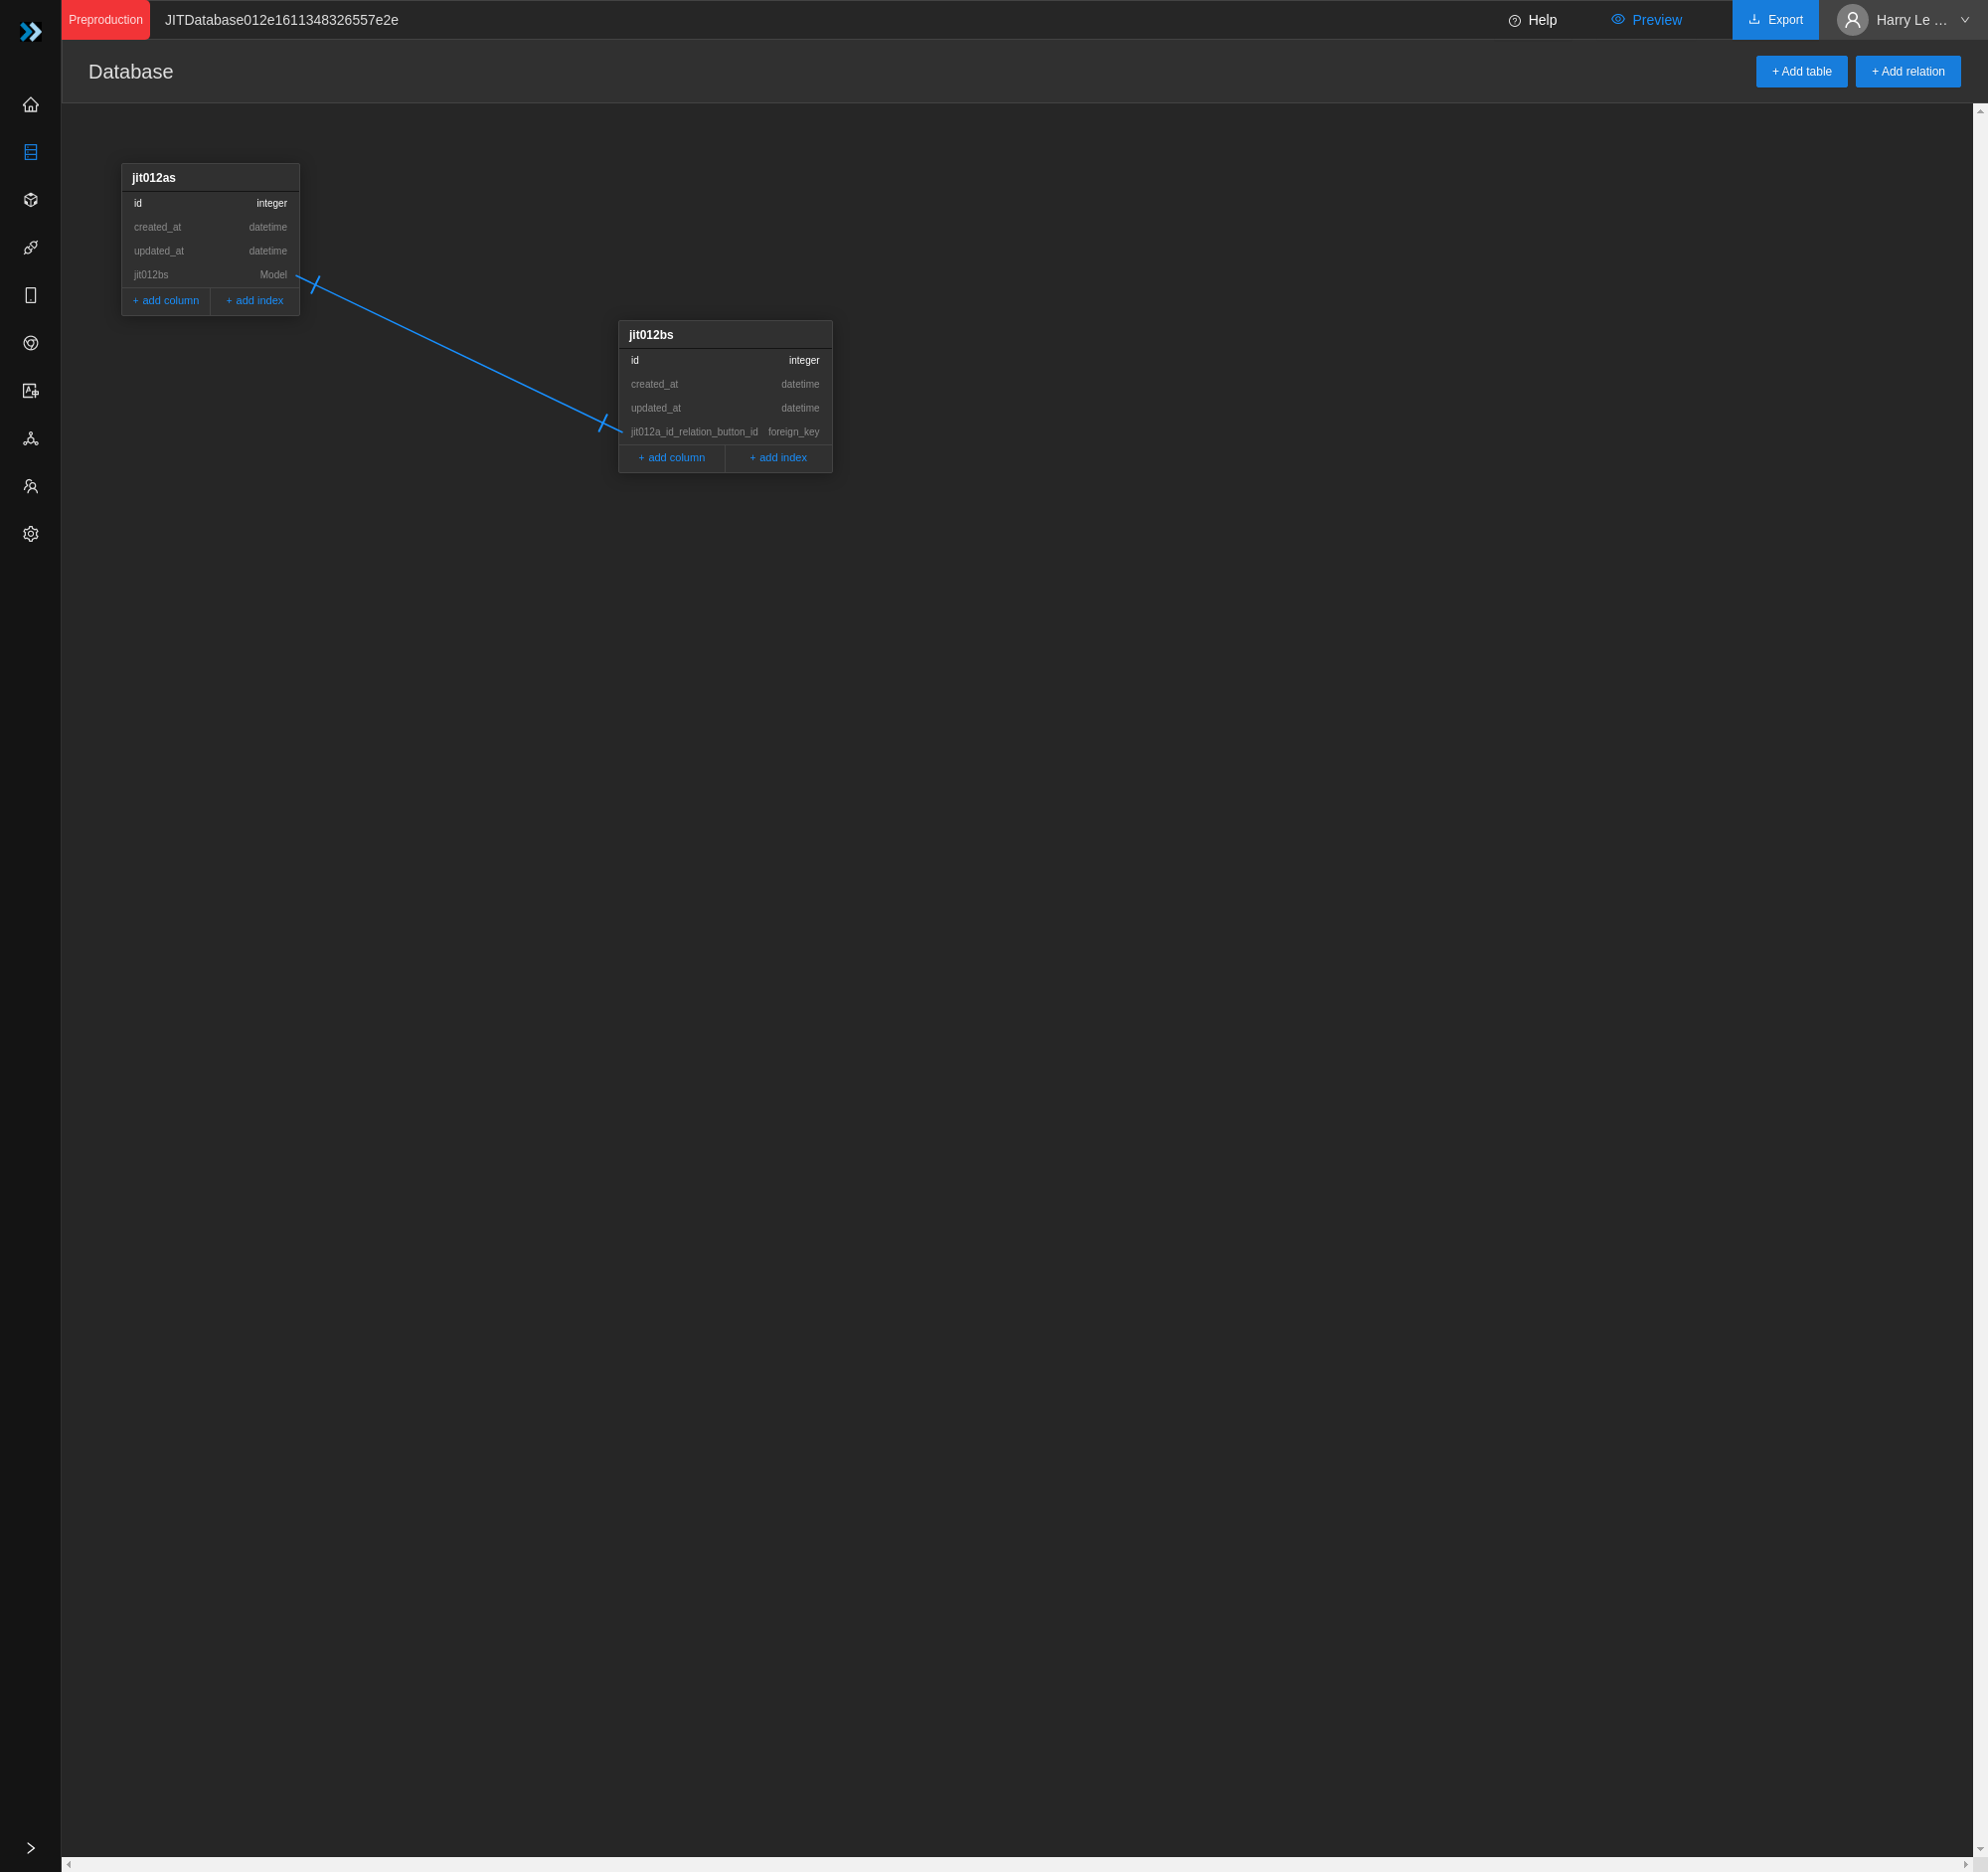 Preproduction JITDatabase012e1611348326557e2e Help Preview Export Harry Le ...
Database + Add table + Add relation
jit012as
id integer
created_at datetime
updated_at datetime
jit012bs Model
+ add column + add index
jit012bs
id integer
created_at datetime
updated_at datetime
jit012a_id_relation_button_id foreign_key
+ add column + add index